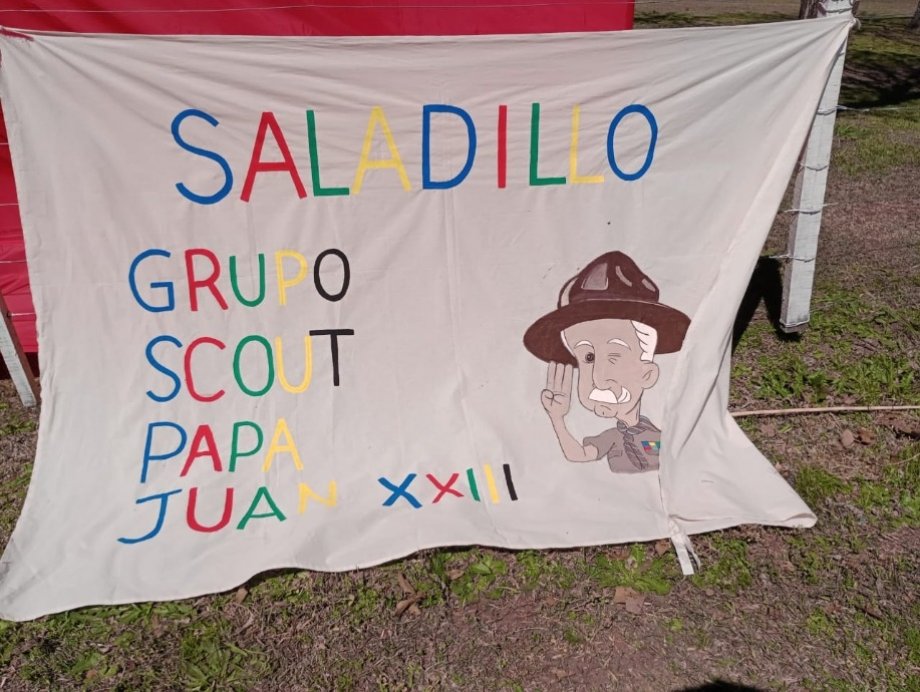 SALADILLO
GRUPO
SCOUT
PAPA
JUAN XXIII